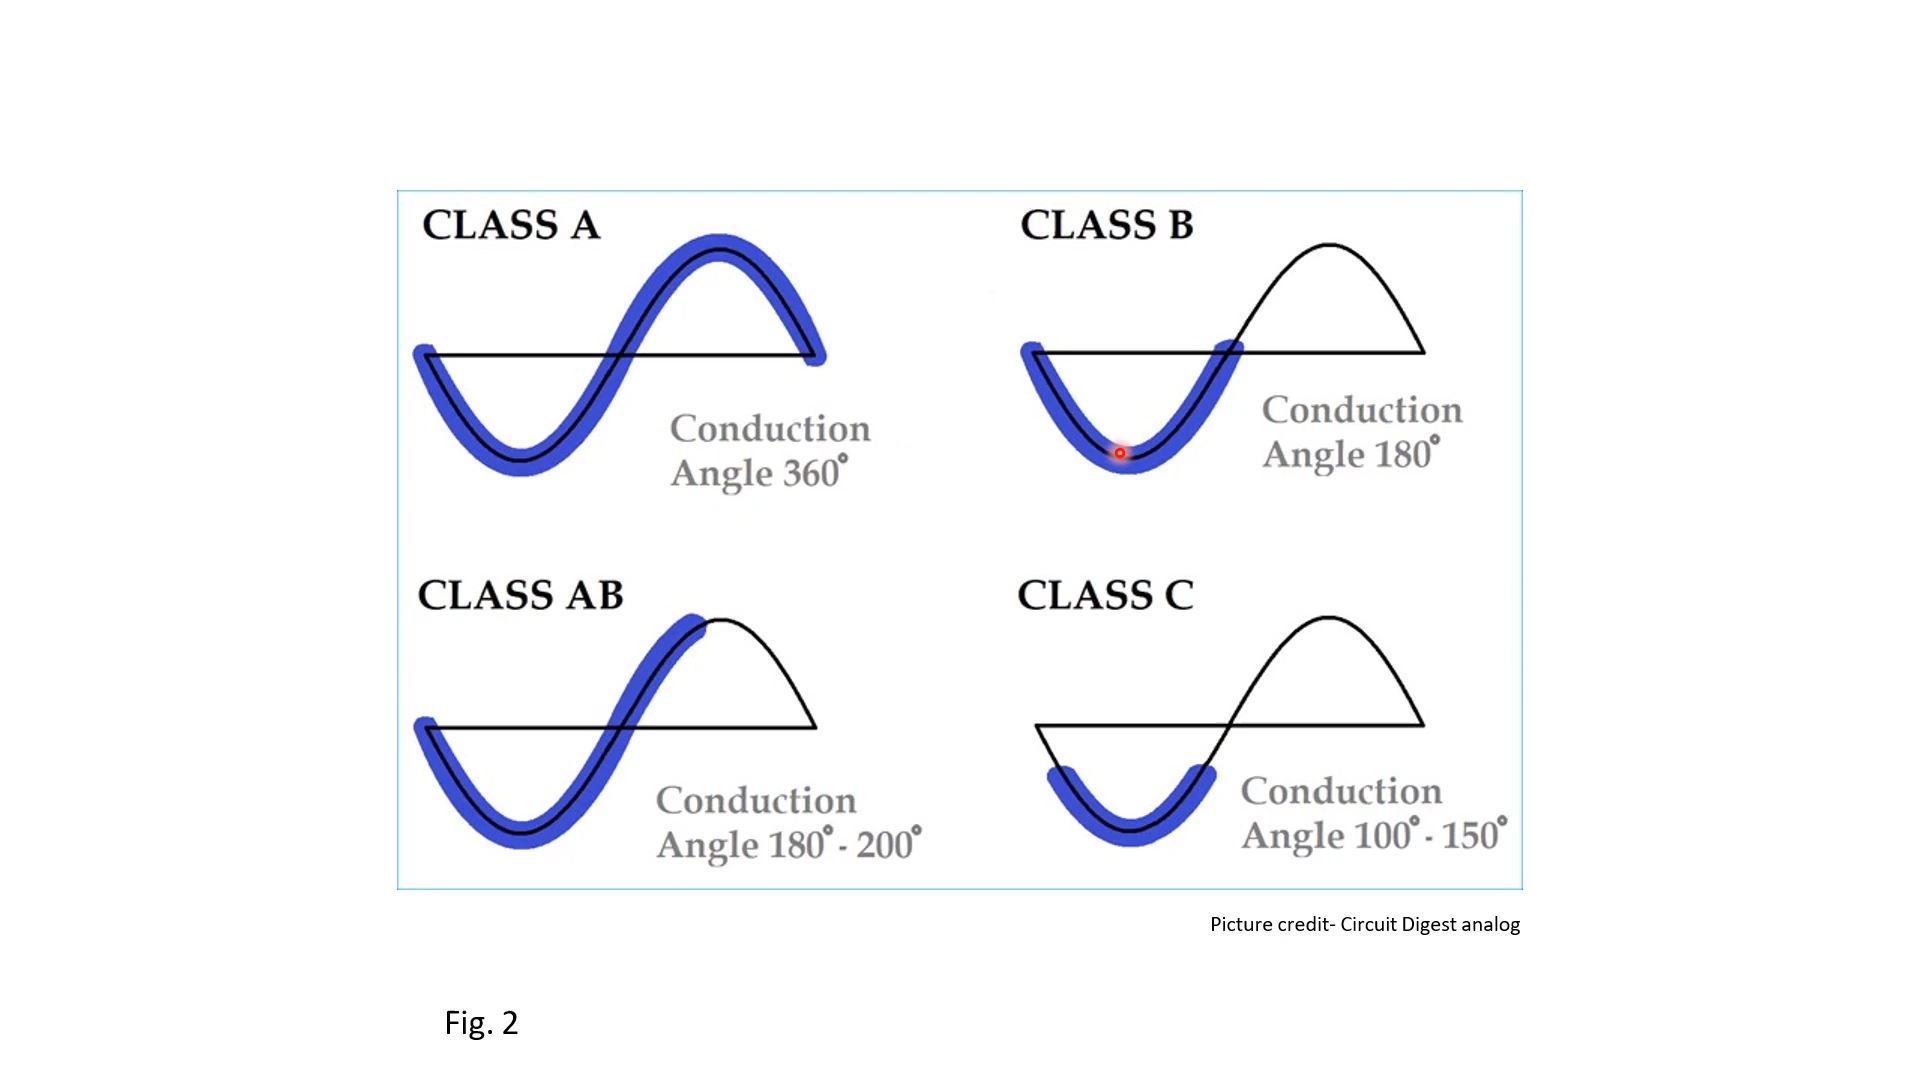 CLASS A
Conduction
Angle 360°
CLASS B
Conduction
Angle 180°
CLASS AB
Conduction
Angle 180° - 200°
CLASS C
Conduction
Angle 100° - 150°
Picture credit- Circuit Digest analog
Fig. 2